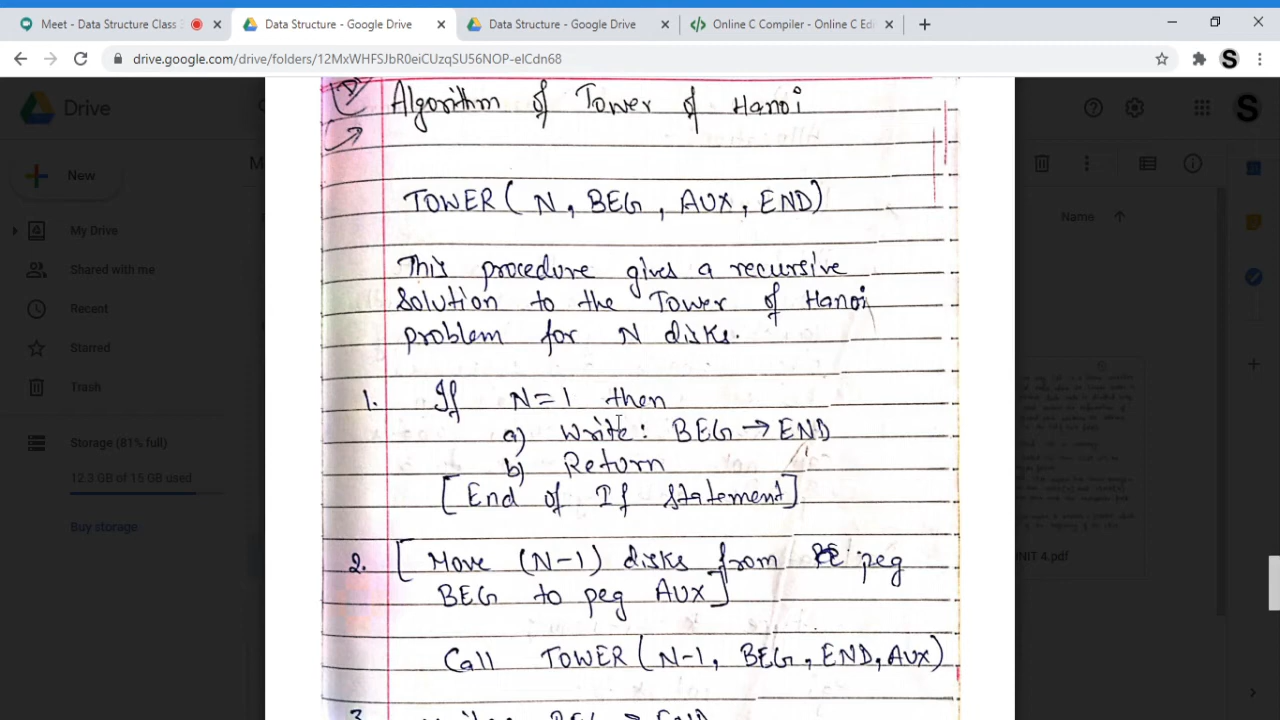 Meet - Data Structure Class
Data Structure - Google Drive
Data Structure - Google Drive
Online C Compiler - Online C Edi
drive.google.com/drive/folders/12MxWHFSJbR0eiCUzqSU56NOP-elCdn68
S
Drive
S
New
My Drive
Shared with me
Recent
Starred
Trash
Storage (81% full)
12.3 GB of 15 GB used
Buy storage
Name
NIT 4.pdf
Algorithm of Tower of Hanoi
TOWER( N, BEG, AUX, END)
This procedure gives a recursive
solution to the Tower of Hanoi
problem for N disks.
1. If N=1 then
a) Write: BEG → END
b) Return
[End of If statement]
2. [Move (N-1) disks from peg
BEG to peg AUX]
Call TOWER(N-1, BEG, END, AUX)
3.